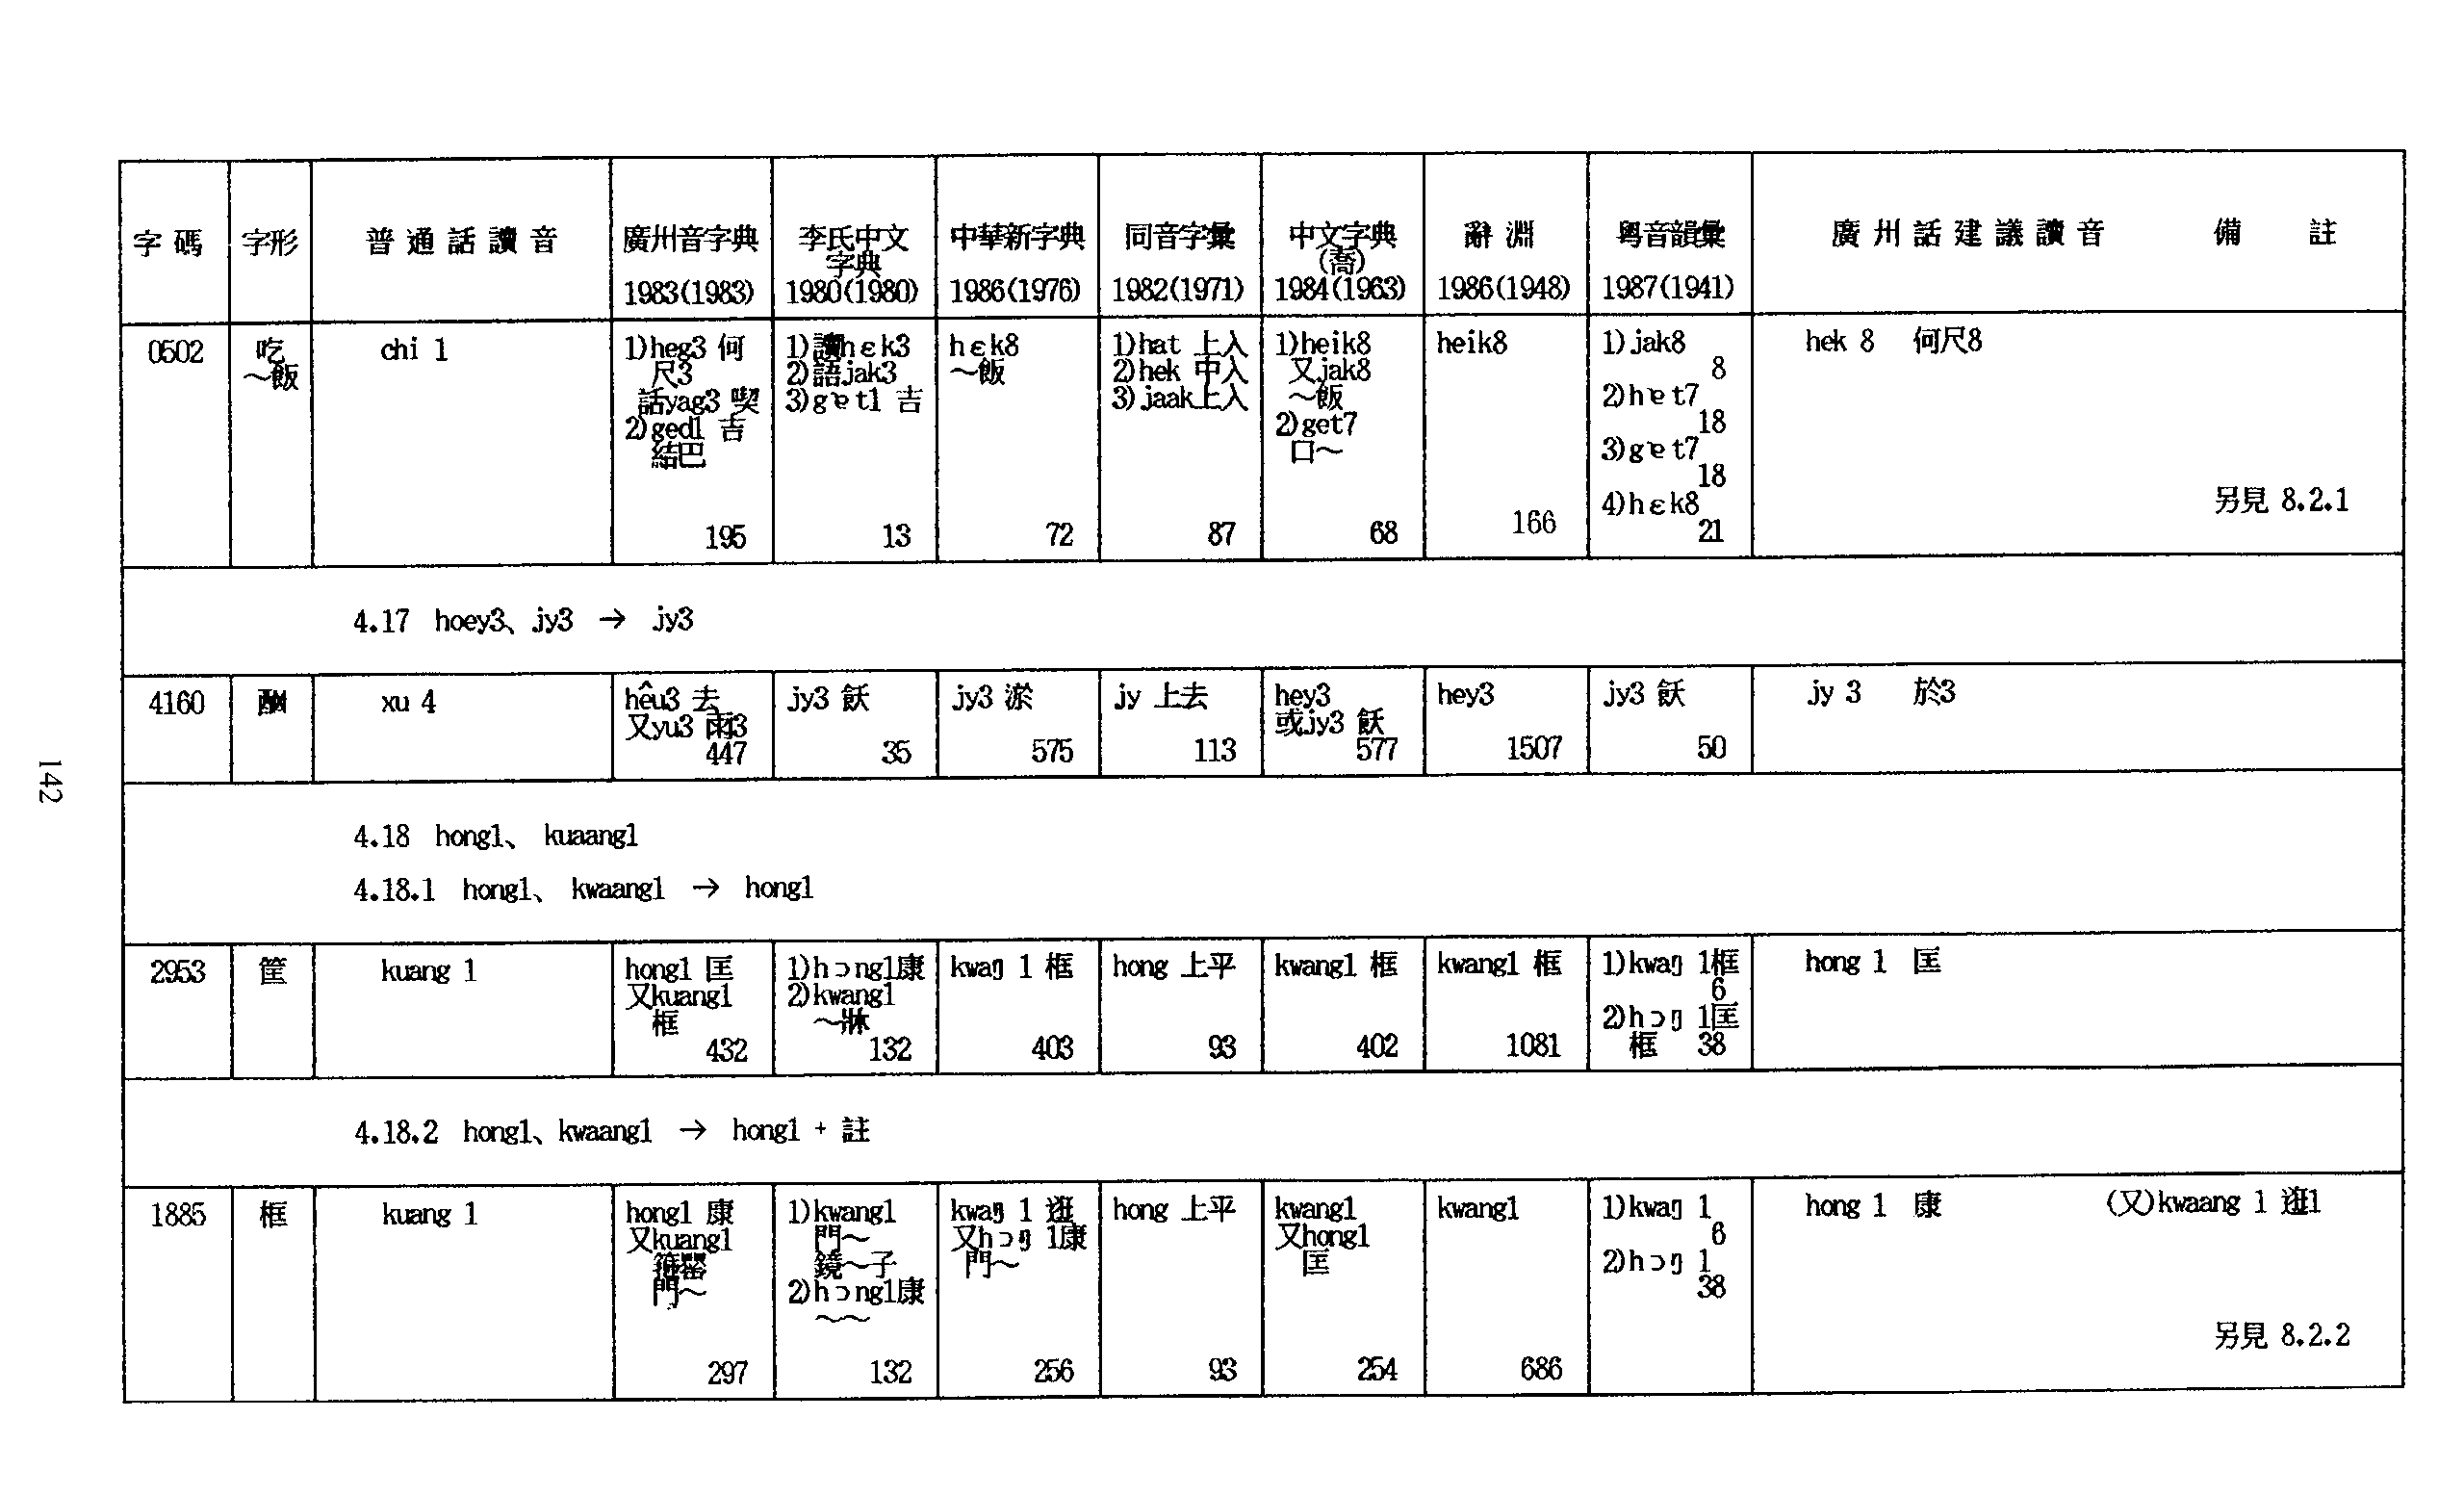 字碼 字形 普通話讀音 廣州音字典 李氏中文字典 中華新字典 同音字彙 中文字典(喬) 辭淵 粵音韻彙 廣州話建議讀音 備註
1983(1983) 1980(1980) 1986(1976) 1982(1971) 1984(1963) 1986(1948) 1987(1941)
0502
吃
~飯
chi 1
1)heg3 何
尺3
話yag3 喫
2)ged1 吉
結巴
195
1)讀hɛk3
2)語jak3
3)gɐt1 吉
13
hɛk8
~飯
72
1)hat 上入
2)hek 中入
3)jaak上入
87
1)heik8
又jak8
~飯
2)get7
口~
68
heik8
166
1)jak8
8
2)hɐt7
18
3)gɐt7
18
4)hɛk8
21
hek 8 何尺8
另見 8.2.1
4.17 hoey3、jy3 → jy3
4160
酗
xu 4
hêu3 去
又yu3 雨3
447
jy3 飫
35
jy3 淤
575
jy 上去
113
hey3
或jy3 飫
577
hey3
1507
jy3 飫
50
jy 3 於3
4.18 hong1、 kuaang1
4.18.1 hong1、 kwaang1 → hong1
2953
筐
kuang 1
hong1 匡
又kuang1
框
432
1)hɔng1康
2)kwang1
~牀
132
kwaŋ 1 框
403
hong 上平
93
kwang1 框
402
kwang1 框
1081
1)kwaŋ 1框
6
2)hɔŋ 1匡
框 38
hong 1 匡
4.18.2 hong1、kwaang1 → hong1 + 註
1885
框
kuang 1
hong1 康
又kuang1
門~
297
1)kwang1
門~
鏡~子
2)hɔng1康
~~
132
kwaŋ 1 逛
又hɔŋ 1康
門~
256
hong 上平
93
kwang1
又hong1
匡
254
kwang1
686
1)kwaŋ 1
6
2)hɔŋ 1
38
hong 1 康 (又)kwaang 1 逛1
另見 8.2.2
142